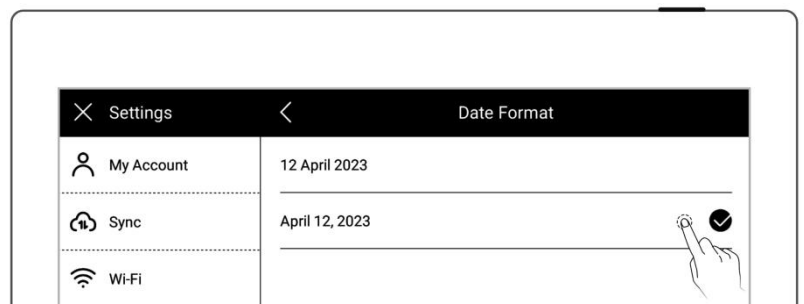 Settings
Date Format
My Account
12 April 2023
Sync
April 12, 2023
Wi-Fi